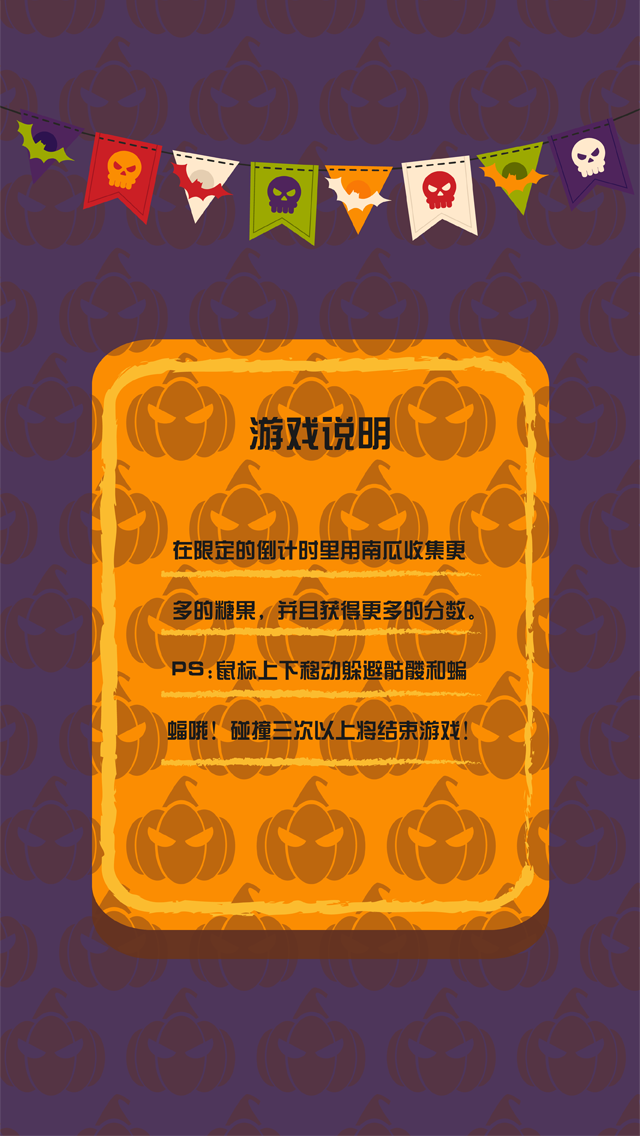 游戏说明
在限定的倒计时里用南瓜收集更
多的糖果，并且获得更多的分数。
PS:鼠标上下移动躲避骷髅和蝙
蝠哦！碰撞三次以上将结束游戏！